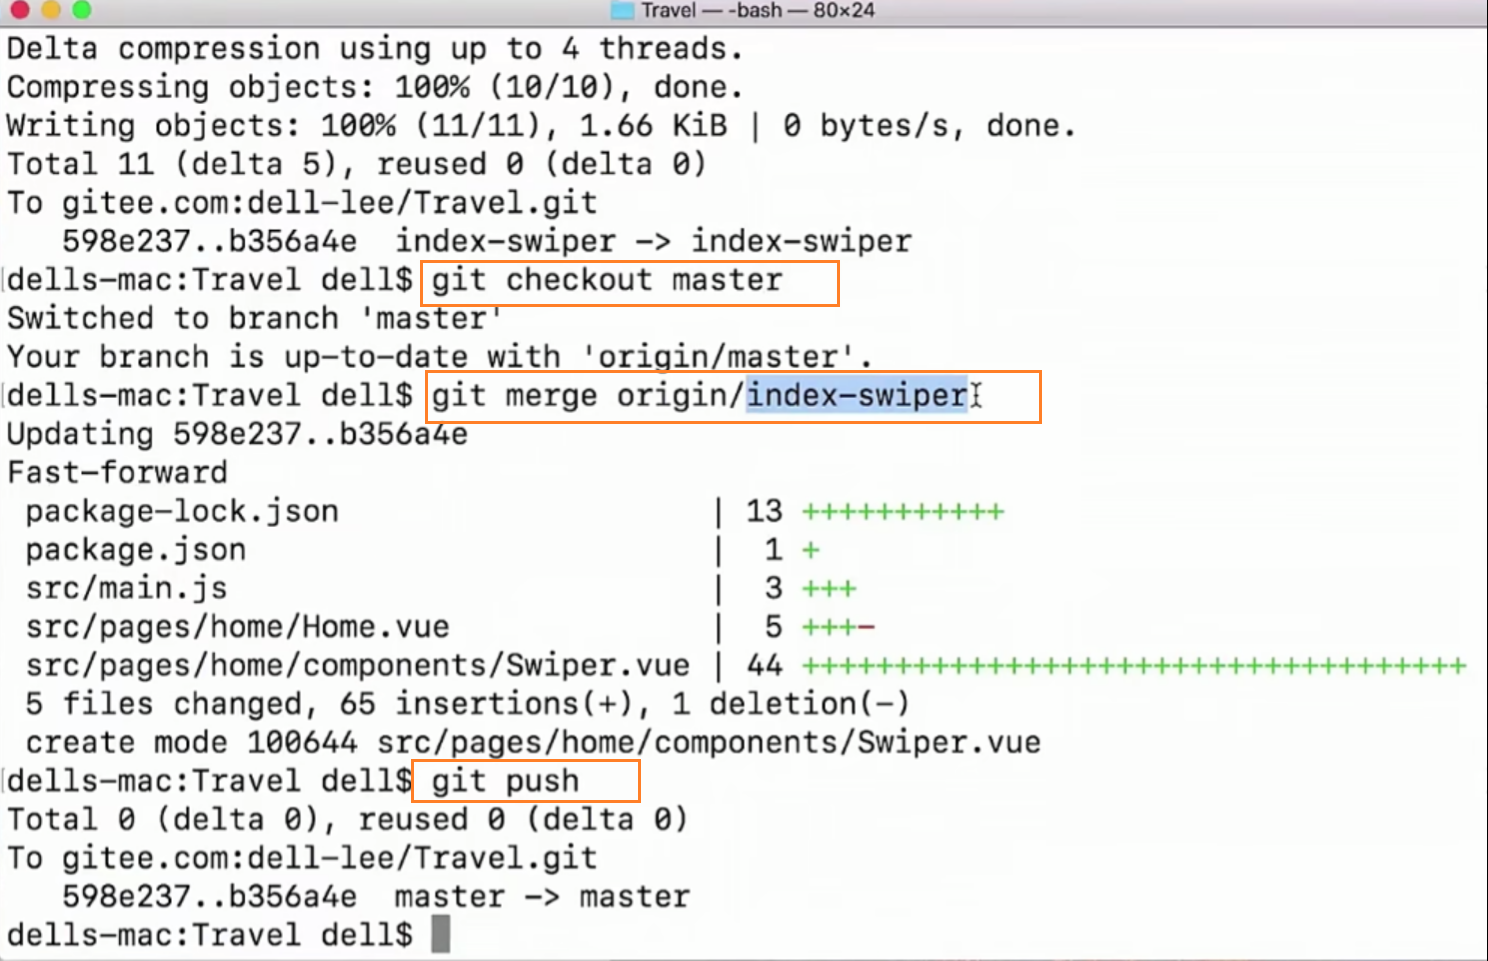 Travel — -bash — 80×24
Delta compression using up to 4 threads.
Compressing objects: 100% (10/10), done.
Writing objects: 100% (11/11), 1.66 KiB | 0 bytes/s, done.
Total 11 (delta 5), reused 0 (delta 0)
To gitee.com:dell-lee/Travel.git
   598e237..b356a4e  index-swiper -> index-swiper
dells-mac:Travel dell$ git checkout master
Switched to branch 'master'
Your branch is up-to-date with 'origin/master'.
dells-mac:Travel dell$ git merge origin/index-swiper
Updating 598e237..b356a4e
Fast-forward
 package-lock.json                    | 13 +++++++++++
 package.json                         |  1 +
 src/main.js                          |  3 +++
 src/pages/home/Home.vue              |  5 +++-
 src/pages/home/components/Swiper.vue | 44 ++++++++++++++++++++++++++++++++++++
 5 files changed, 65 insertions(+), 1 deletion(-)
 create mode 100644 src/pages/home/components/Swiper.vue
dells-mac:Travel dell$ git push
Total 0 (delta 0), reused 0 (delta 0)
To gitee.com:dell-lee/Travel.git
   598e237..b356a4e  master -> master
dells-mac:Travel dell$